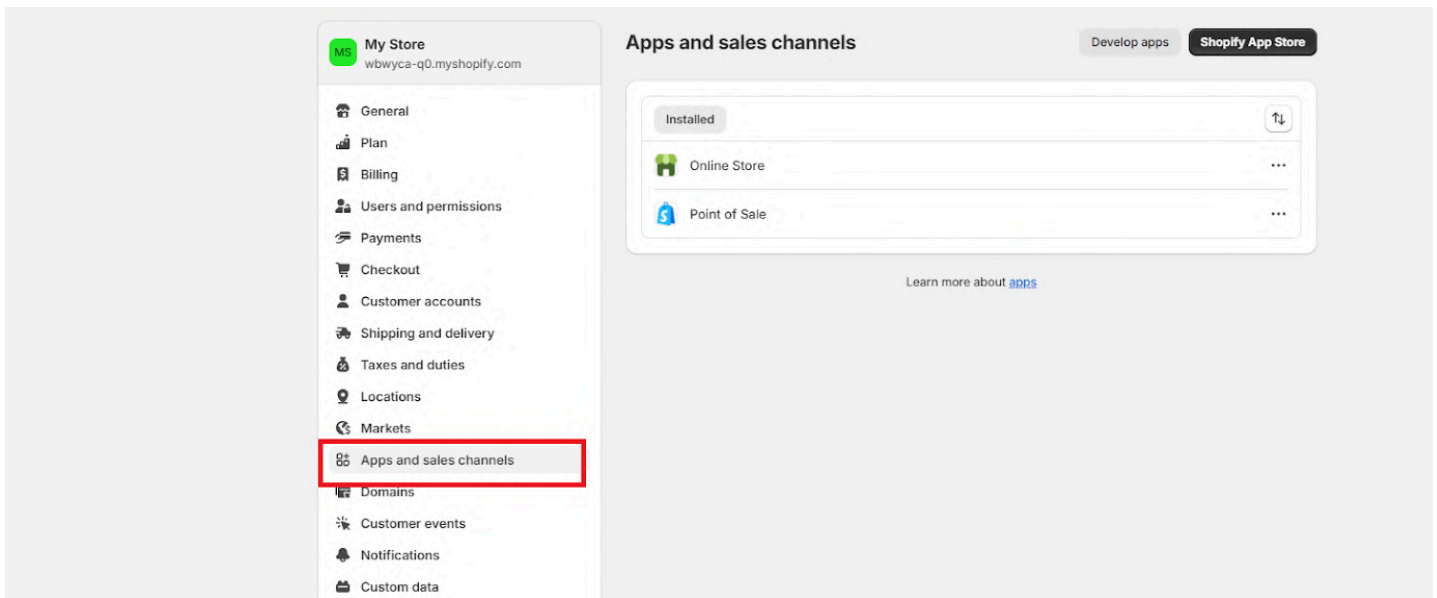 MS
My Store
wbwyca-q0.myshopify.com
General
Plan
Billing
Users and permissions
Payments
Checkout
Customer accounts
Shipping and delivery
Taxes and duties
Locations
Markets
Apps and sales channels
Domains
Customer events
Notifications
Custom data
Apps and sales channels
Develop apps
Shopify App Store
Installed
Online Store
Point of Sale
Learn more about apps